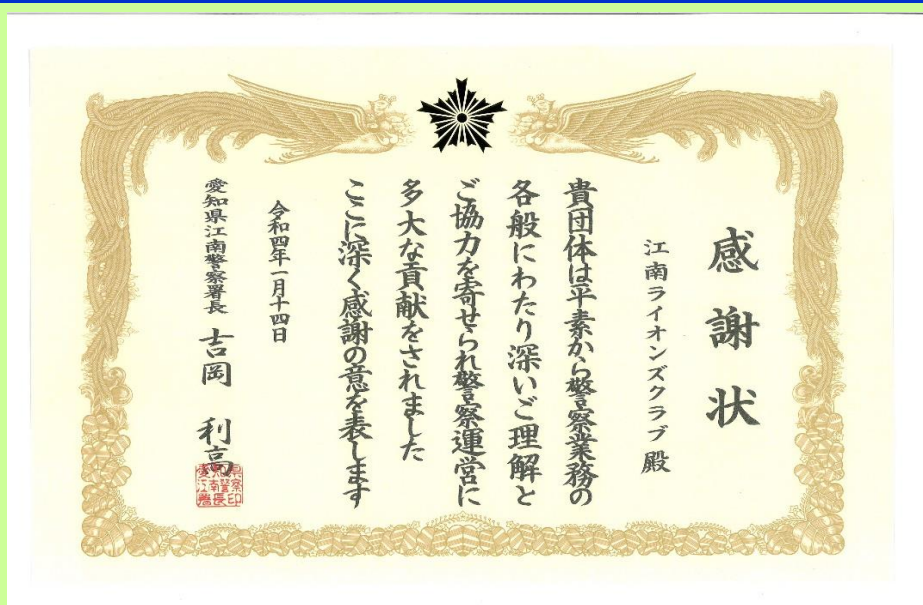 感謝状
江南ライオンズクラブ殿
貴団体は平素から警察業務の
各般にわたり深いご理解と
ご協力を寄せられ警察運営に
多大な貢献をされました
ここに深く感謝の意を表します
令和四年一月十四日
愛知県江南警察署長 吉岡 利高